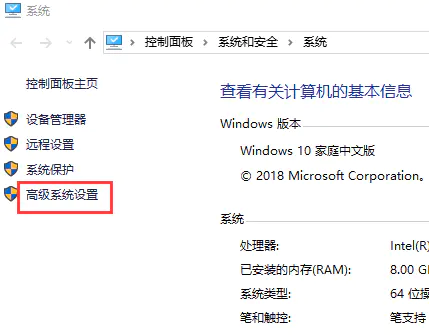 系统
控制面板 系统和安全 系统
控制面板主页
设备管理器
远程设置
系统保护
高级系统设置
查看有关计算机的基本信息
Windows 版本
Windows 10 家庭中文版
© 2018 Microsoft Corporation。
系统
处理器: Intel(R)
已安装的内存(RAM): 8.00 G
系统类型: 64 位操
笔和触控: 笔支持